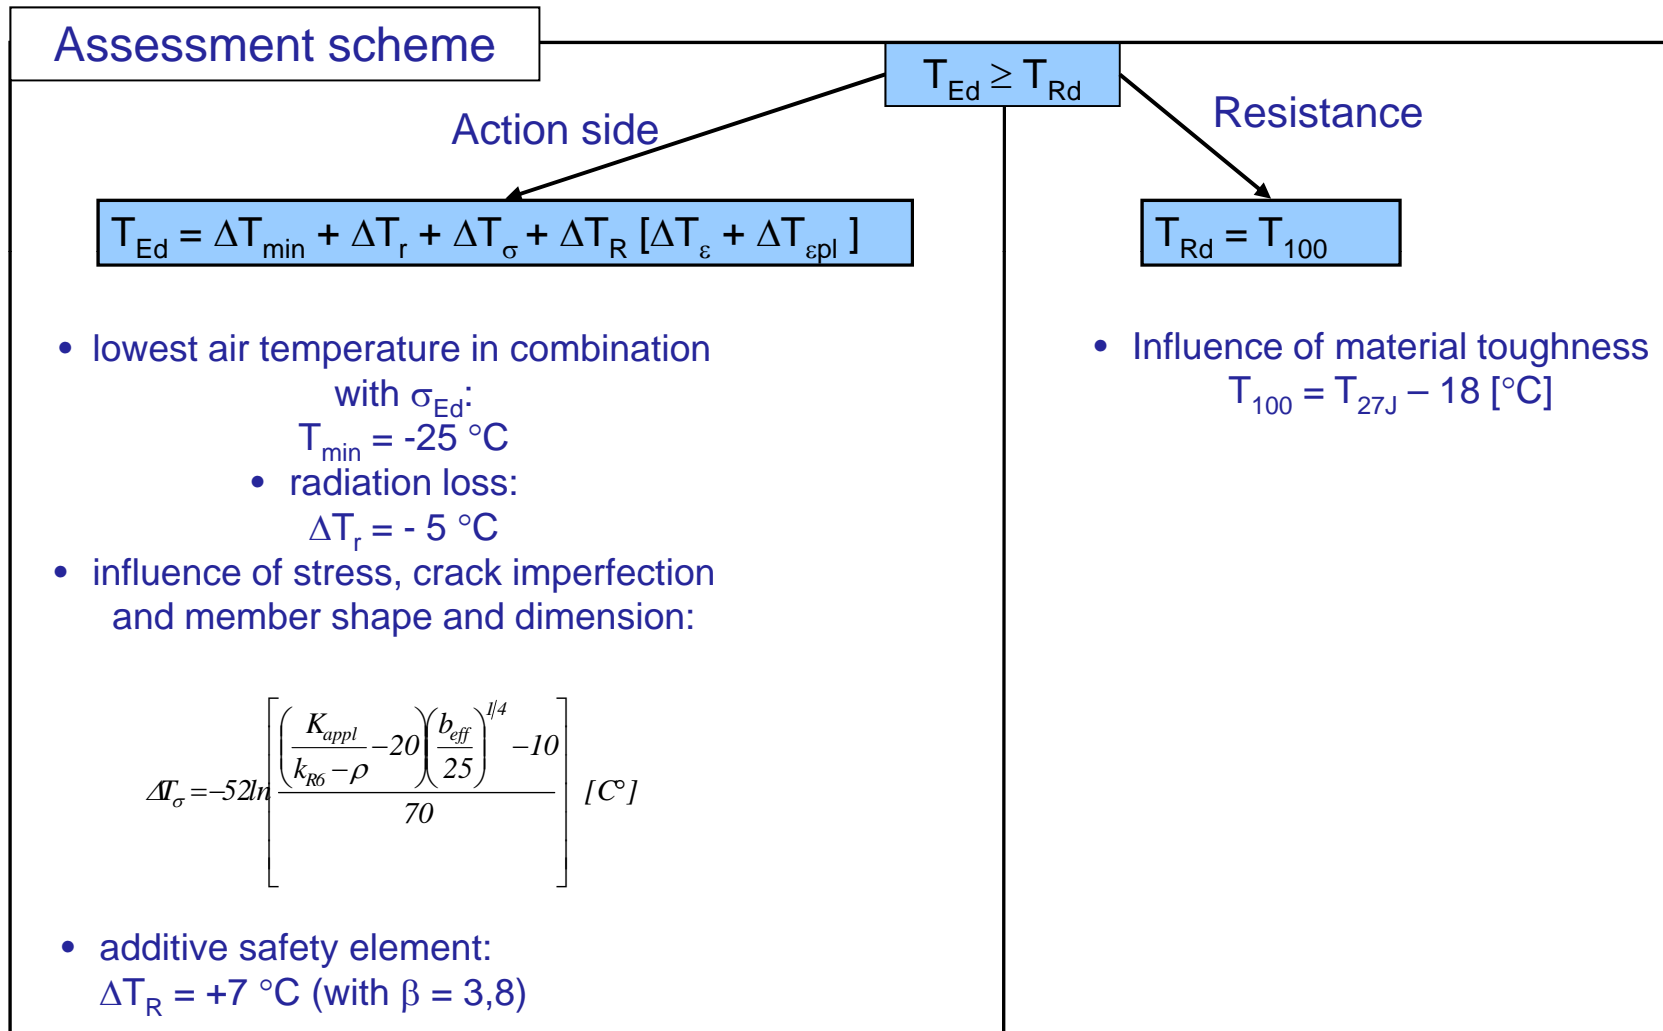 Assessment scheme
T_Ed ≥ T_Rd
Action side
Resistance
T_Ed = ΔT_min + ΔT_r + ΔT_σ + ΔT_R [ΔT_ε + ΔT_εpl ]
T_Rd = T_100
• lowest air temperature in combination
with σ_Ed:
T_min = -25 °C
• radiation loss:
ΔT_r = - 5 °C
• influence of stress, crack imperfection
and member shape and dimension:
ΔT_σ = −52ln[((K_appl/(k_R6 − ρ) − 20)(b_eff/25)^1/4 − 10)/70] [C°]
• additive safety element:
ΔT_R = +7 °C (with β = 3,8)
• Influence of material toughness
T_100 = T_27J – 18 [°C]